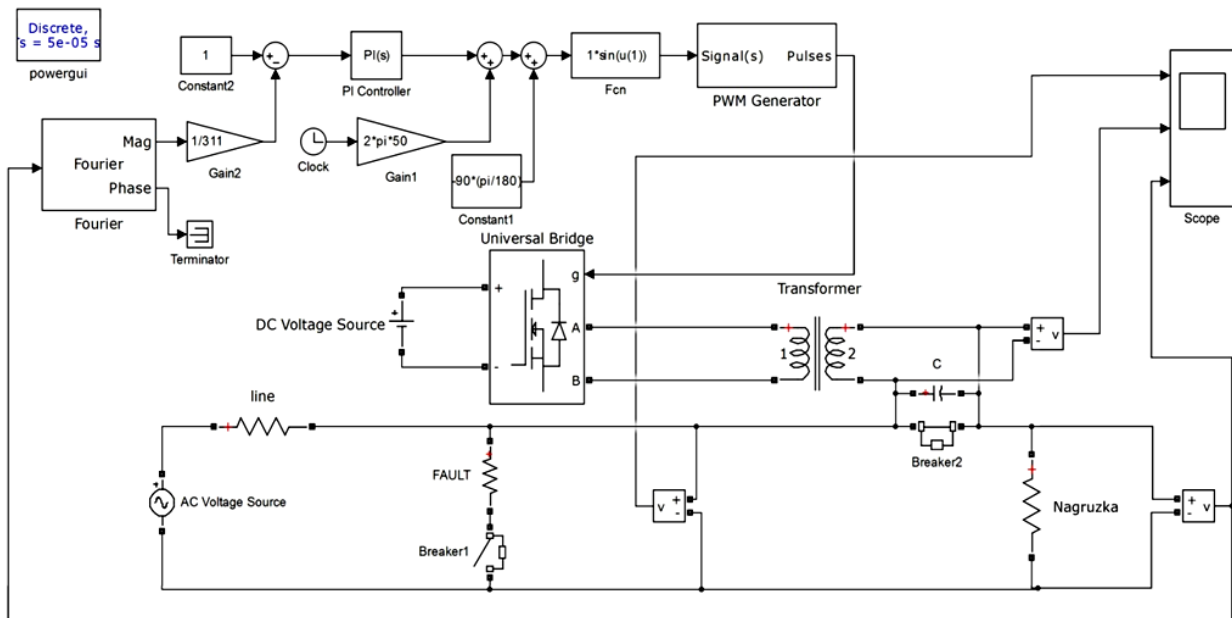 Discrete,
's = 5e-05 s
powergui
1
Constant2
PI(s)
PI Controller
1*sin(u(1))
Fcn
Signal(s) Pulses
PWM Generator
Scope
Mag
Fourier
Phase
Fourier
1/311
Gain2
Clock
2*pi*50
Gain1
-90*(pi/180)
Constant1
Terminator
Universal Bridge
g
+
A
-
B
DC Voltage Source
Transformer
1 2
+
-
v
C
line
FAULT
Breaker1
AC Voltage Source
v
+
-
Breaker2
Nagruzka
+
-
v